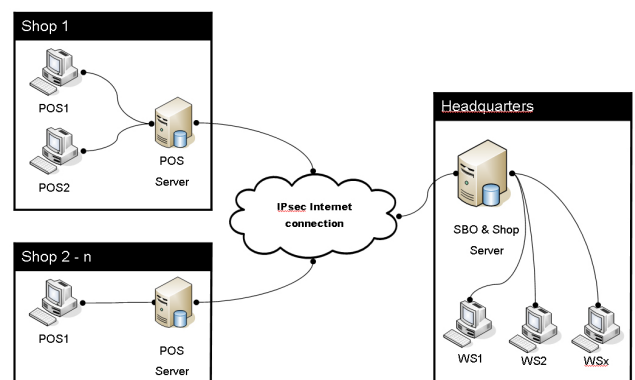 Shop 1
POS1
POS2
POS
Server
Shop 2 - n
POS1
POS
Server
IPsec Internet
connection
Headquarters
SBO & Shop
Server
WS1
WS2
WSx